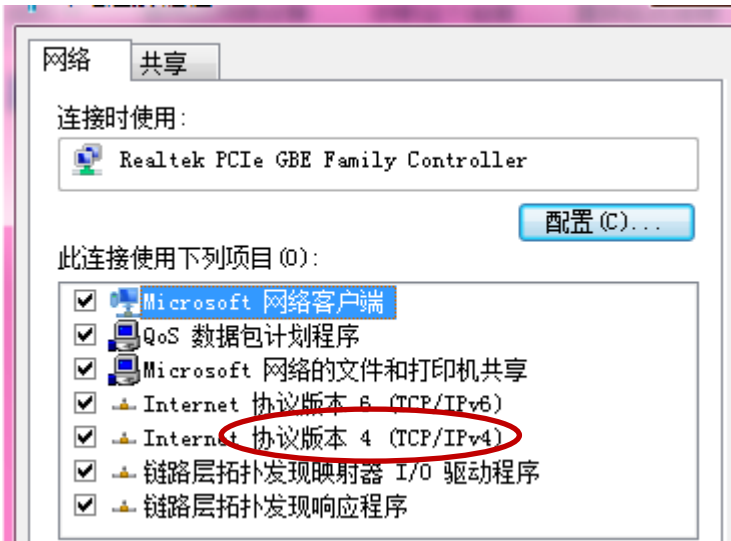 网络 共享
连接时使用:
Realtek PCIe GBE Family Controller
配置(C)...
此连接使用下列项目(O):
Microsoft 网络客户端
QoS 数据包计划程序
Microsoft 网络的文件和打印机共享
Internet 协议版本 6 (TCP/IPv6)
Internet 协议版本 4 (TCP/IPv4)
链路层拓扑发现映射器 I/O 驱动程序
链路层拓扑发现响应程序